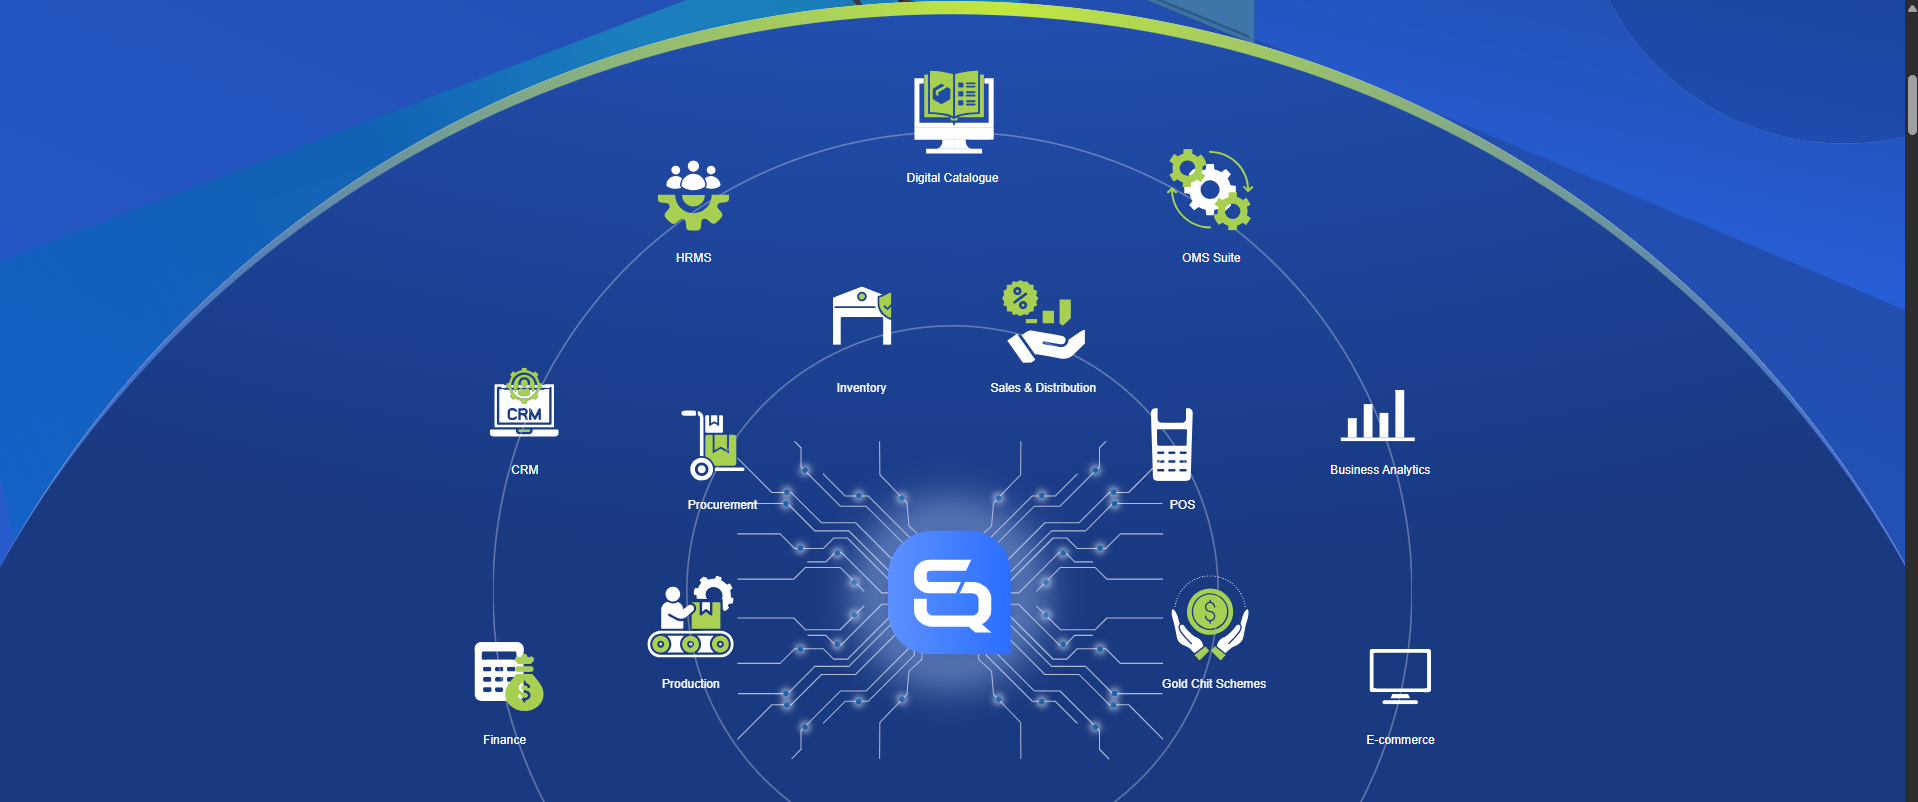 Digital Catalogue
HRMS
OMS Suite
Inventory
Sales & Distribution
CRM
CRM
Business Analytics
Procurement
POS
SQ
Production
Gold Chit Schemes
Finance
E-commerce